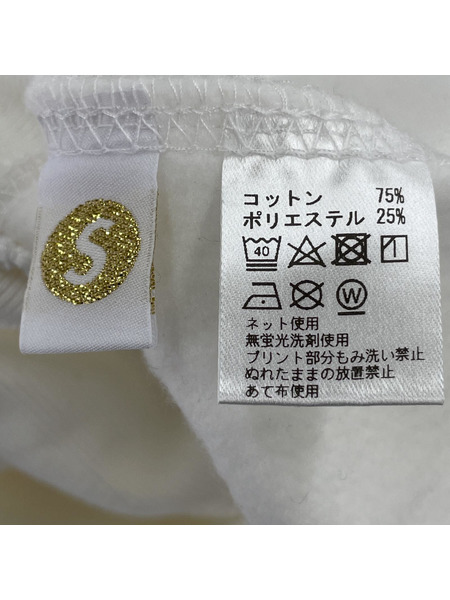 S
コットン 75%
ポリエステル 25%
40
W
ネット使用
無蛍光洗剤使用
プリント部分もみ洗い禁止
ぬれたままの放置禁止
あて布使用